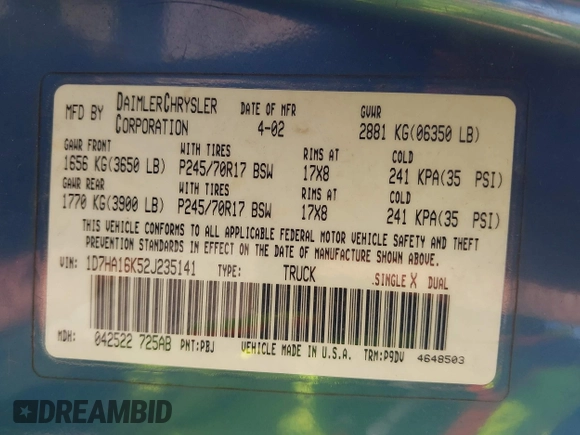 MFD BY DAIMLERCHRYSLER CORPORATION DATE OF MFR 4-02 GVWR 2881 KG(06350 LB)
GAWR FRONT WITH TIRES RIMS AT COLD
1656 KG(3650 LB) P245/70R17 BSW 17X8 241 KPA(35 PSI)
GAWR REAR WITH TIRES RIMS AT COLD
1770 KG(3900 LB) P245/70R17 BSW 17X8 241 KPA(35 PSI)
THIS VEHICLE CONFORMS TO ALL APPLICABLE FEDERAL MOTOR VEHICLE SAFETY AND THEFT
PREVENTION STANDARDS IN EFFECT ON THE DATE OF MANUFACTURE SHOWN ABOVE.
VIN: 1D7HA16K52J235141 TYPE: TRUCK SINGLE X DUAL
MDH: 042522 725AB PNT:PBJ VEHICLE MADE IN U.S.A. TRM:P9DV 4648503
DREAMBID